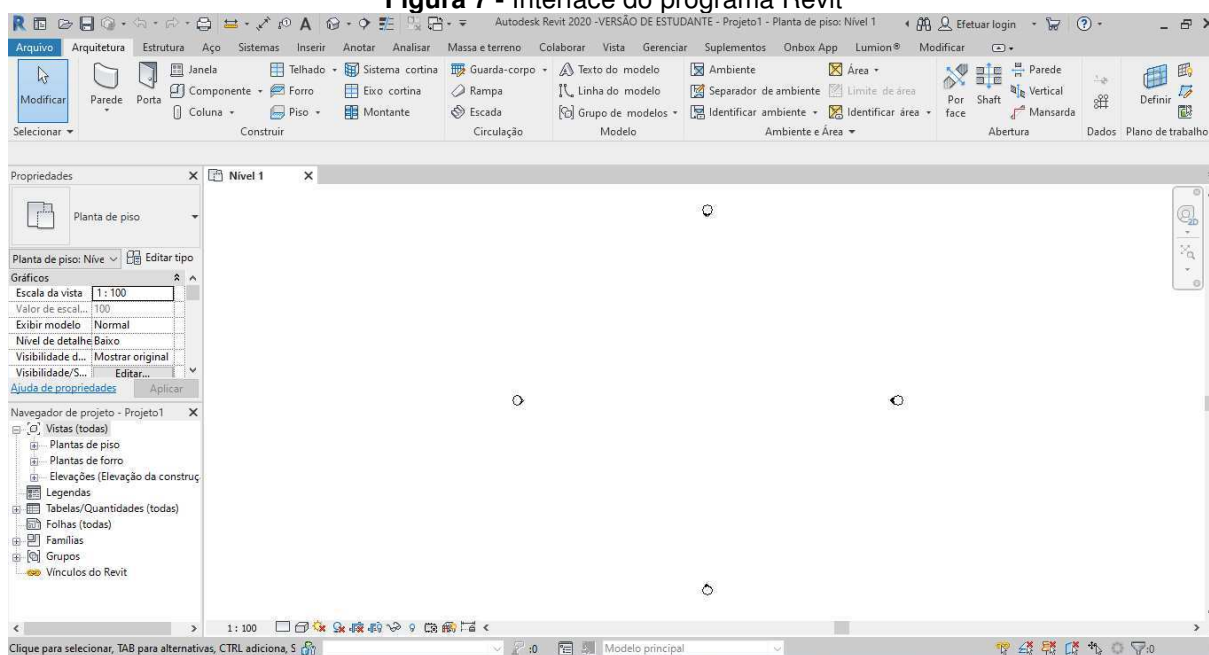 Figura 7 - Interface do programa Revit
Autodesk Revit 2020 -VERSÃO DE ESTUDANTE - Projeto1 - Planta de piso: Nível 1 Efetuar login
Arquivo Arquitetura Estrutura Aço Sistemas Inserir Anotar Analisar Massa e terreno Colaborar Vista Gerenciar Suplementos Onbox App Lumion® Modificar
Modificar
Selecionar
Parede
Porta
Janela
Componente
Coluna
Telhado
Forro
Piso
Sistema cortina
Eixo cortina
Montante
Construir
Guarda-corpo
Rampa
Escada
Circulação
Texto do modelo
Linha do modelo
Grupo de modelos
Modelo
Ambiente
Separador de ambiente
Identificar ambiente
Área
Limite de área
Identificar área
Ambiente e Área
Por face
Shaft
Parede
Vertical
Mansarda
Abertura
Dados
Definir
Plano de trabalho
Propriedades X
Nível 1 X
Planta de piso
Planta de piso: Níve
Editar tipo
Gráficos
Escala da vista 1 : 100
Valor de escal... 100
Exibir modelo Normal
Nível de detalhe Baixo
Visibilidade d... Mostrar original
Visibilidade/S... Editar...
Ajuda de propriedades Aplicar
Navegador de projeto - Projeto1 X
Vistas (todas)
Plantas de piso
Plantas de forro
Elevações (Elevação da construç
Legendas
Tabelas/Quantidades (todas)
Folhas (todas)
Famílias
Grupos
Vínculos do Revit
2D
1 : 100
Clique para selecionar, TAB para alternativas, CTRL adiciona, S :0 Modelo principal :0